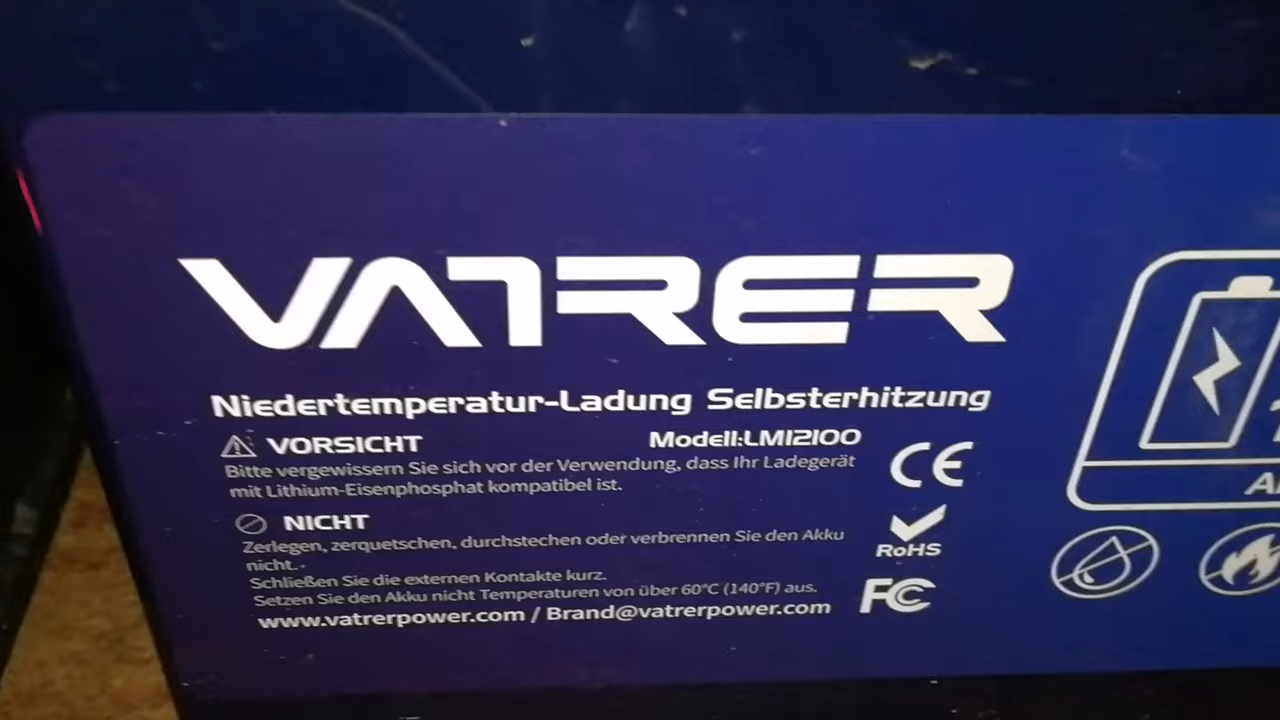 VATRER
Niedertemperatur-Ladung Selbsterhitzung
VORSICHT
Modell:LM12100
Bitte vergewissern Sie sich vor der Verwendung, dass Ihr Ladegerät
mit Lithium-Eisenphosphat kompatibel ist.
CE
NICHT
Zerlegen, zerquetschen, durchstechen oder verbrennen Sie den Akku
nicht.
RoHS
Schließen Sie die externen Kontakte kurz.
Setzen Sie den Akku nicht Temperaturen von über 60°C (140°F) aus.
FC
www.vatrerpower.com / Brand@vatrerpower.com